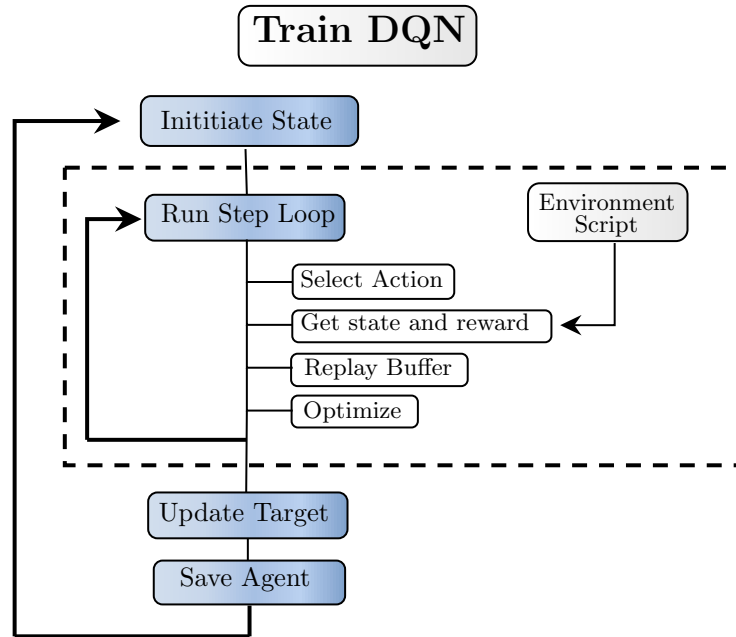 Train DQN
Inititiate State
Run Step Loop
Environment
Script
Select Action
Get state and reward
Replay Buffer
Optimize
Update Target
Save Agent